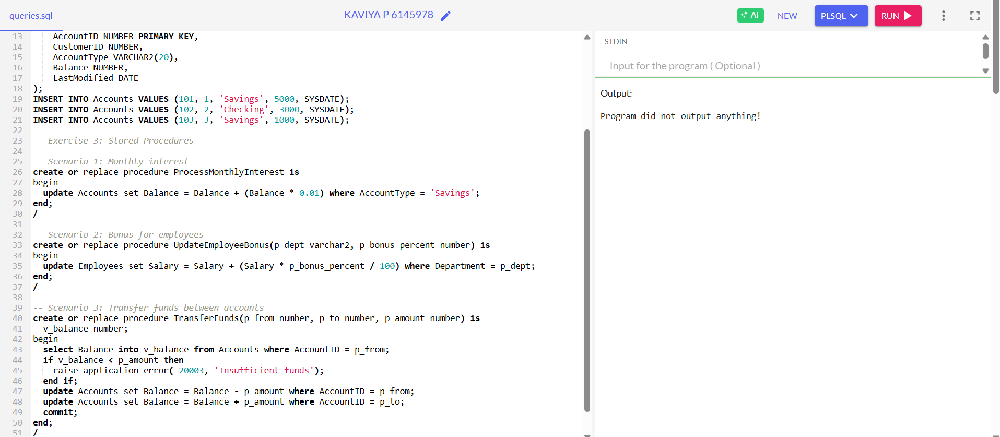 queries.sql
KAVIYA P 6145978
AI
NEW
PLSQL
RUN
13 AccountID NUMBER PRIMARY KEY,
14 CustomerID NUMBER,
15 AccountType VARCHAR2(20),
16 Balance NUMBER,
17 LastModified DATE
18 );
19 INSERT INTO Accounts VALUES (101, 1, 'Savings', 5000, SYSDATE);
20 INSERT INTO Accounts VALUES (102, 2, 'Checking', 3000, SYSDATE);
21 INSERT INTO Accounts VALUES (103, 3, 'Savings', 1000, SYSDATE);
22
23 -- Exercise 3: Stored Procedures
24
25 -- Scenario 1: Monthly interest
26 create or replace procedure ProcessMonthlyInterest is
27 begin
28 update Accounts set Balance = Balance + (Balance * 0.01) where AccountType = 'Savings';
29 end;
30 /
31
32 -- Scenario 2: Bonus for employees
33 create or replace procedure UpdateEmployeeBonus(p_dept varchar2, p_bonus_percent number) is
34 begin
35 update Employees set Salary = Salary + (Salary * p_bonus_percent / 100) where Department = p_dept;
36 end;
37 /
38
39 -- Scenario 3: Transfer funds between accounts
40 create or replace procedure TransferFunds(p_from number, p_to number, p_amount number) is
41 v_balance number;
42 begin
43 select Balance into v_balance from Accounts where AccountID = p_from;
44 if v_balance < p_amount then
45 raise_application_error(-20003, 'Insufficient funds');
46 end if;
47 update Accounts set Balance = Balance - p_amount where AccountID = p_from;
48 update Accounts set Balance = Balance + p_amount where AccountID = p_to;
49 commit;
50 end;
51 /
STDIN
Input for the program ( Optional )
Output:
Program did not output anything!